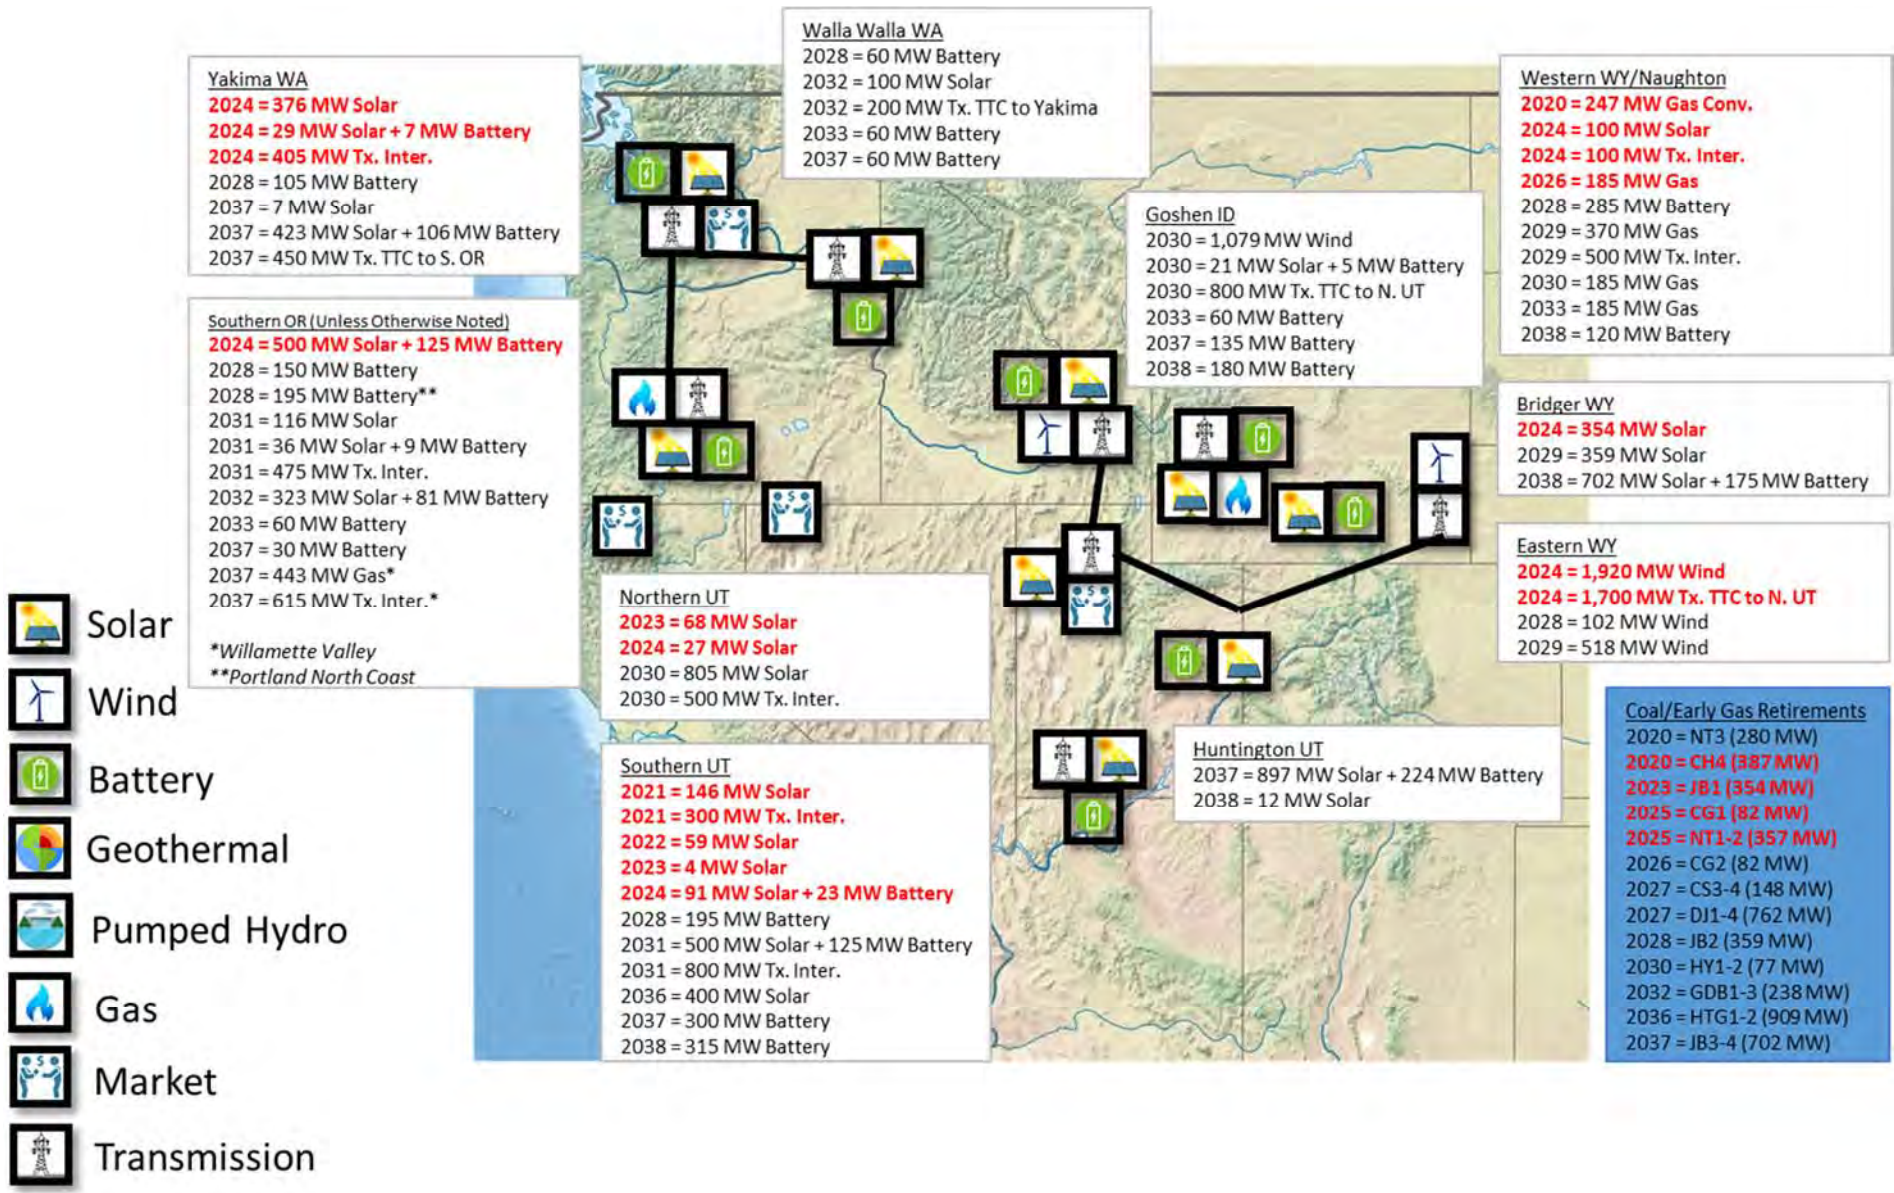 Yakima WA
2024 = 376 MW Solar
2024 = 29 MW Solar + 7 MW Battery
2024 = 405 MW Tx. Inter.
2028 = 105 MW Battery
2037 = 7 MW Solar
2037 = 423 MW Solar + 106 MW Battery
2037 = 450 MW Tx. TTC to S. OR
Walla Walla WA
2028 = 60 MW Battery
2032 = 100 MW Solar
2032 = 200 MW Tx. TTC to Yakima
2033 = 60 MW Battery
2037 = 60 MW Battery
Western WY/Naughton
2020 = 247 MW Gas Conv.
2024 = 100 MW Solar
2024 = 100 MW Tx. Inter.
2026 = 185 MW Gas
2028 = 285 MW Battery
2029 = 370 MW Gas
2029 = 500 MW Tx. Inter.
2030 = 185 MW Gas
2033 = 185 MW Gas
2038 = 120 MW Battery
Goshen ID
2030 = 1,079 MW Wind
2030 = 21 MW Solar + 5 MW Battery
2030 = 800 MW Tx. TTC to N. UT
2033 = 60 MW Battery
2037 = 135 MW Battery
2038 = 180 MW Battery
Southern OR (Unless Otherwise Noted)
2024 = 500 MW Solar + 125 MW Battery
2028 = 150 MW Battery
2028 = 195 MW Battery**
2031 = 116 MW Solar
2031 = 36 MW Solar + 9 MW Battery
2031 = 475 MW Tx. Inter.
2032 = 323 MW Solar + 81 MW Battery
2033 = 60 MW Battery
2037 = 30 MW Battery
2037 = 443 MW Gas*
2037 = 615 MW Tx. Inter.*
*Willamette Valley
**Portland North Coast
Bridger WY
2024 = 354 MW Solar
2029 = 359 MW Solar
2038 = 702 MW Solar + 175 MW Battery
Eastern WY
2024 = 1,920 MW Wind
2024 = 1,700 MW Tx. TTC to N. UT
2028 = 102 MW Wind
2029 = 518 MW Wind
Northern UT
2023 = 68 MW Solar
2024 = 27 MW Solar
2030 = 805 MW Solar
2030 = 500 MW Tx. Inter.
Southern UT
2021 = 146 MW Solar
2021 = 300 MW Tx. Inter.
2022 = 59 MW Solar
2023 = 4 MW Solar
2024 = 91 MW Solar + 23 MW Battery
2028 = 195 MW Battery
2031 = 500 MW Solar + 125 MW Battery
2031 = 800 MW Tx. Inter.
2036 = 400 MW Solar
2037 = 300 MW Battery
2038 = 315 MW Battery
Huntington UT
2037 = 897 MW Solar + 224 MW Battery
2038 = 12 MW Solar
Coal/Early Gas Retirements
2020 = NT3 (280 MW)
2020 = CH4 (387 MW)
2023 = JB1 (354 MW)
2025 = CG1 (82 MW)
2025 = NT1-2 (357 MW)
2026 = CG2 (82 MW)
2027 = CS3-4 (148 MW)
2027 = DJ1-4 (762 MW)
2028 = JB2 (359 MW)
2030 = HY1-2 (77 MW)
2032 = GDB1-3 (238 MW)
2036 = HTG1-2 (909 MW)
2037 = JB3-4 (702 MW)
Solar
Wind
Battery
Geothermal
Pumped Hydro
Gas
Market
Transmission